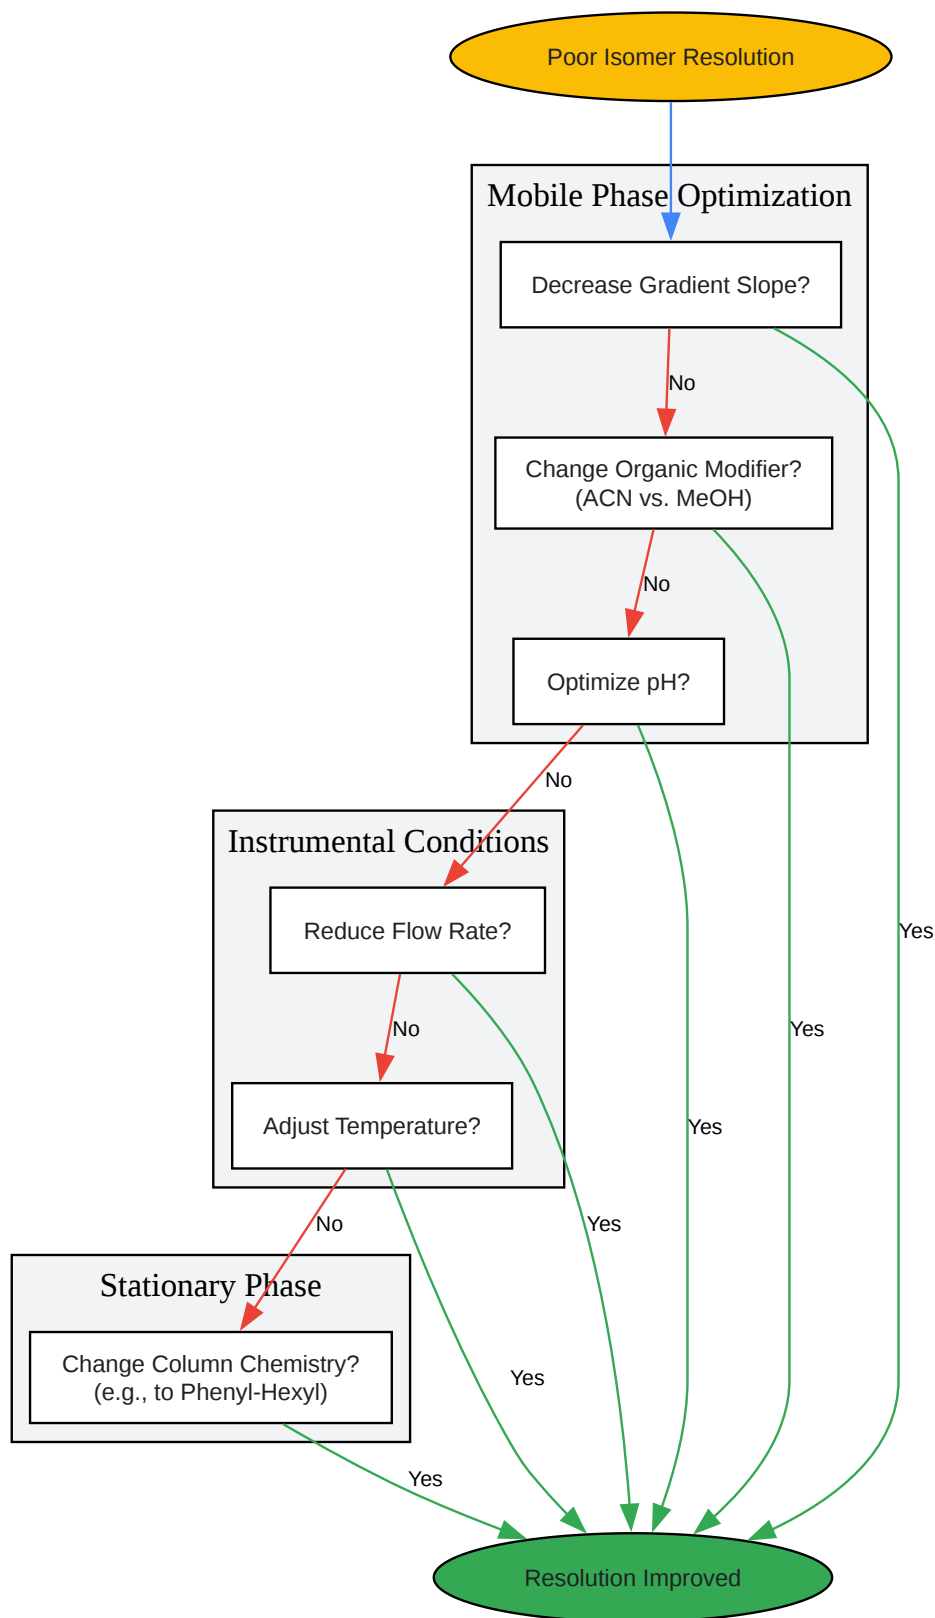 Poor Isomer Resolution
Mobile Phase Optimization
Decrease Gradient Slope?
No
Change Organic Modifier?
(ACN vs. MeOH)
No
Optimize pH?
No
Instrumental Conditions
Reduce Flow Rate?
Yes
No
Yes
Adjust Temperature?
Yes
No
Yes
Stationary Phase
Change Column Chemistry?
(e.g., to Phenyl-Hexyl)
Yes
Yes
Resolution Improved